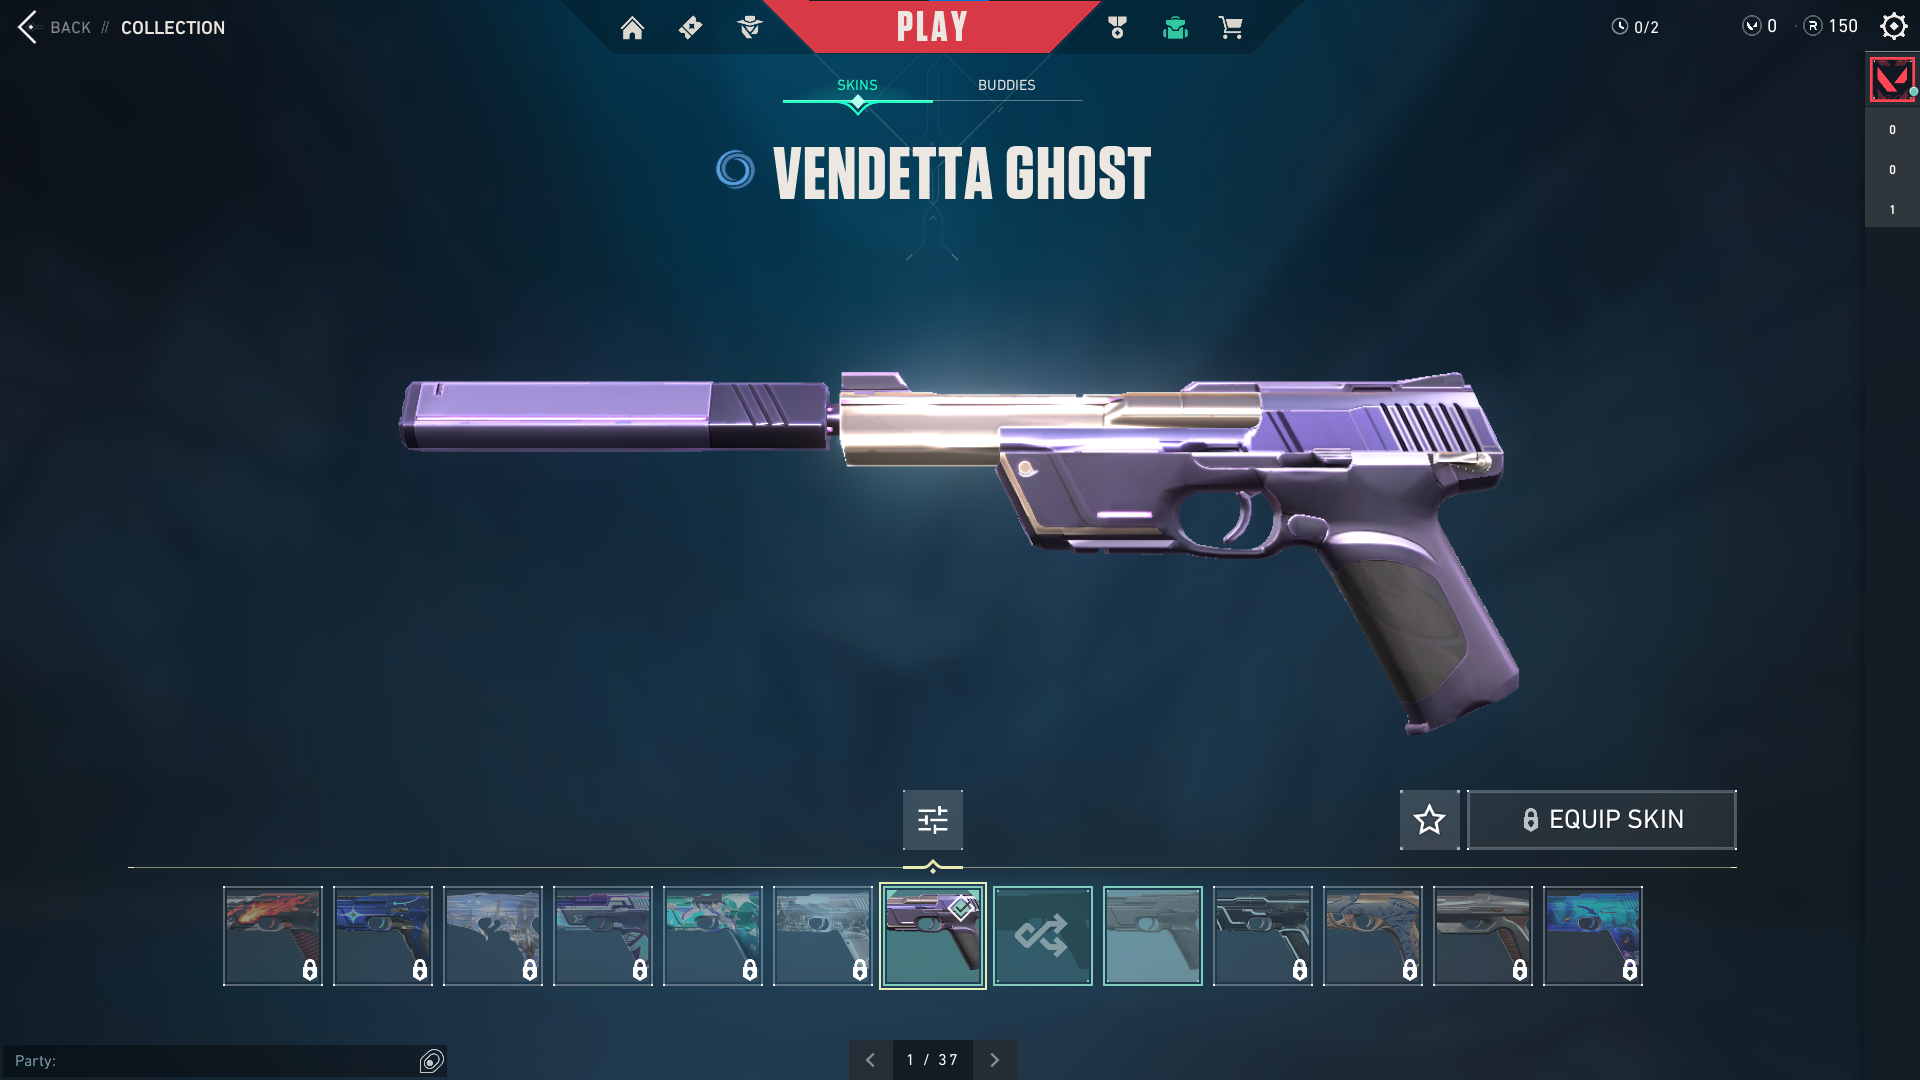 BACK // COLLECTION
PLAY
0/2
0
150
SKINS
BUDDIES
VENDETTA GHOST
0
0
1
EQUIP SKIN
Party:
1 / 37